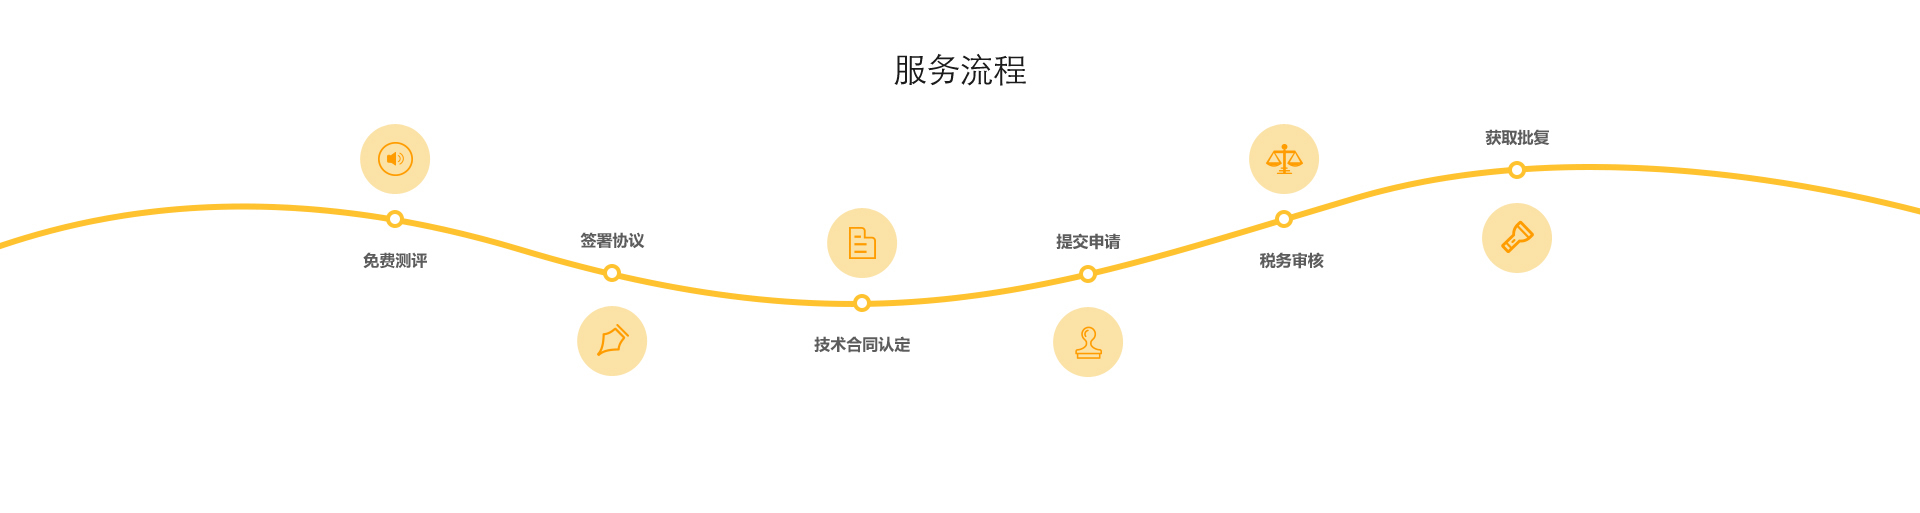 服务流程
免费测评
签署协议
技术合同认定
提交申请
税务审核
获取批复